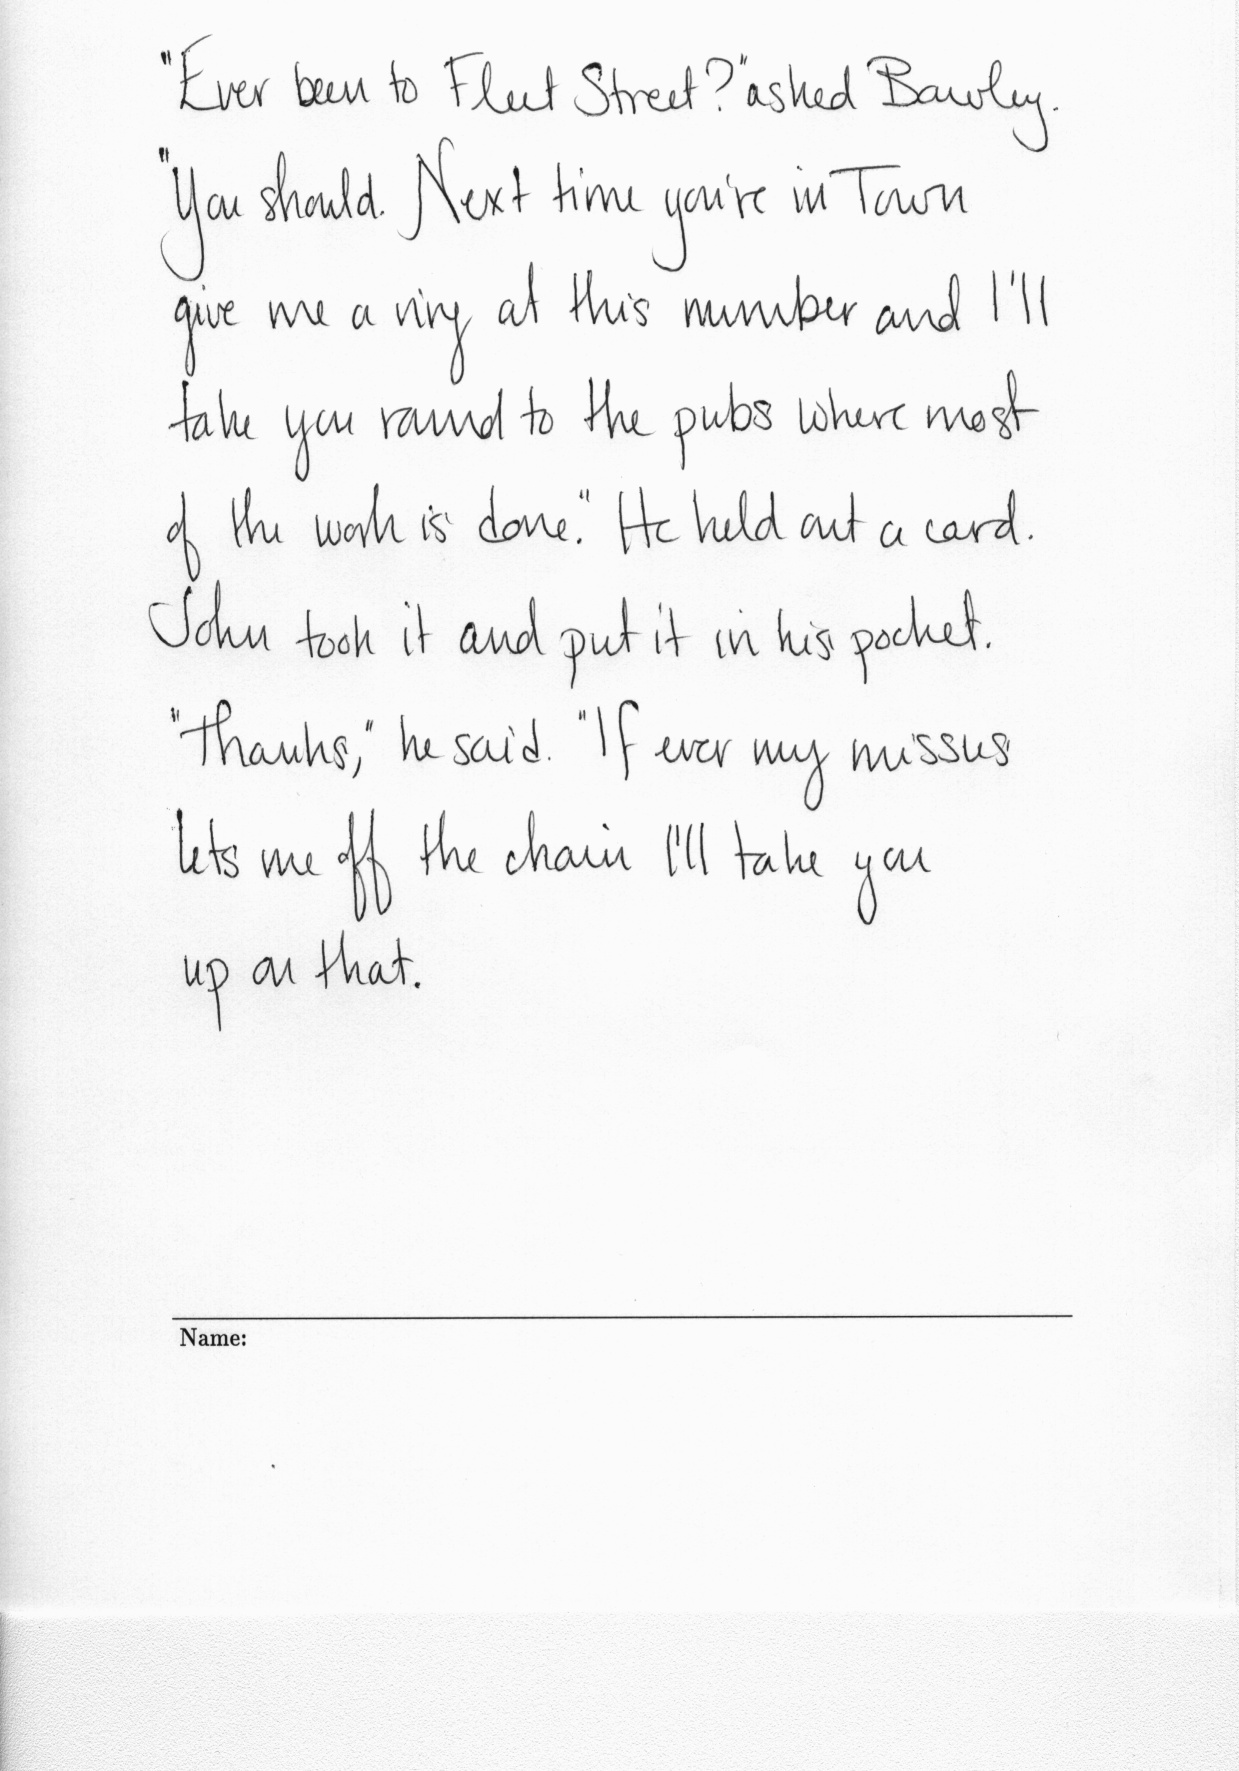 "Ever been to Fleet Street?" asked Bawley.
"You should. Next time you're in Town
give me a ring at this number and I'll
take you round to the pubs where most
of the work is done." He held out a card.
John took it and put it in his pocket.
"Thanks," he said. "If ever my missus
lets me off the chain I'll take you
up on that.
Name: